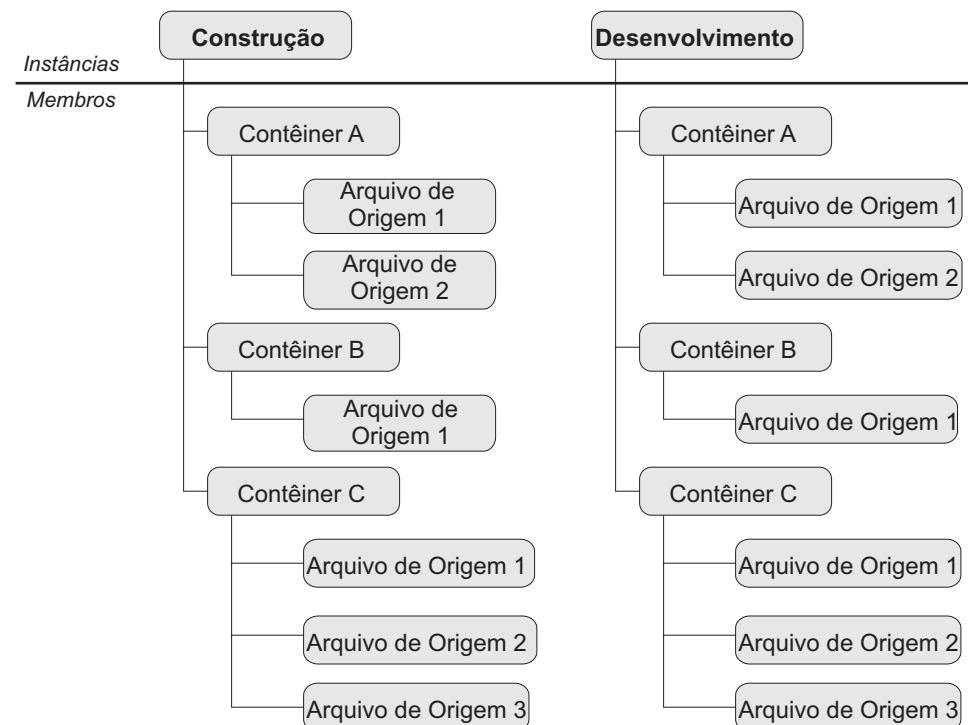 Construção
Desenvolvimento
Instâncias
Membros
Contêiner A
Arquivo de
Origem 1
Arquivo de
Origem 2
Contêiner B
Arquivo de
Origem 1
Contêiner C
Arquivo de Origem 1
Arquivo de Origem 2
Arquivo de Origem 3
Contêiner A
Arquivo de Origem 1
Arquivo de Origem 2
Contêiner B
Arquivo de Origem 1
Contêiner C
Arquivo de Origem 1
Arquivo de Origem 2
Arquivo de Origem 3